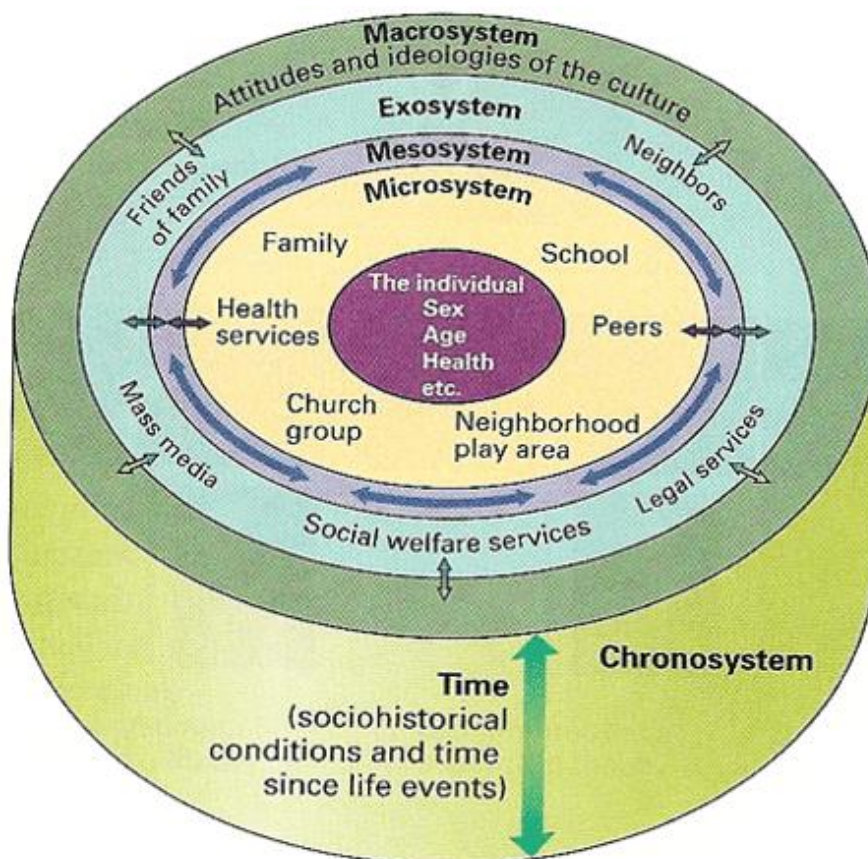 Macrosystem
Attitudes and ideologies of the culture
Exosystem
Mesosystem
Microsystem
Friends
of family
Neighbors
Family
School
The individual
Sex
Age
Health
etc.
Health
services
Peers
Church
group
Neighborhood
play area
Mass media
Legal services
Social welfare services
Chronosystem
Time
(sociohistorical
conditions and time
since life events)